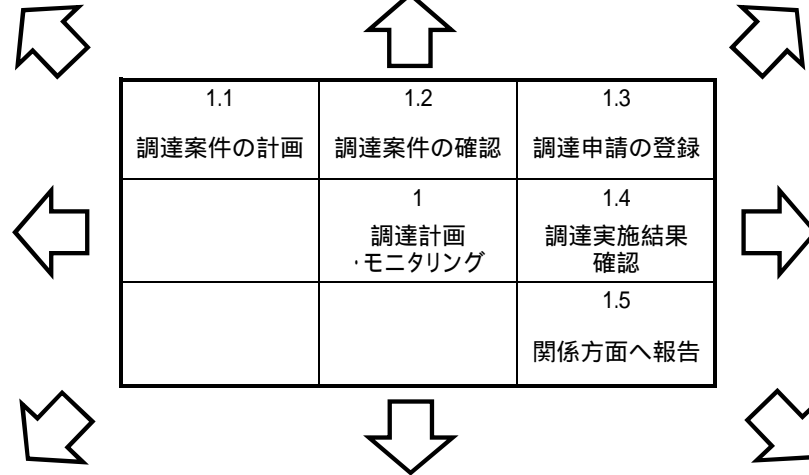 1.1
調達案件の計画
1.2
調達案件の確認
1.3
調達申請の登録
1
調達計画
・モニタリング
1.4
調達実施結果
確認
1.5
関係方面へ報告